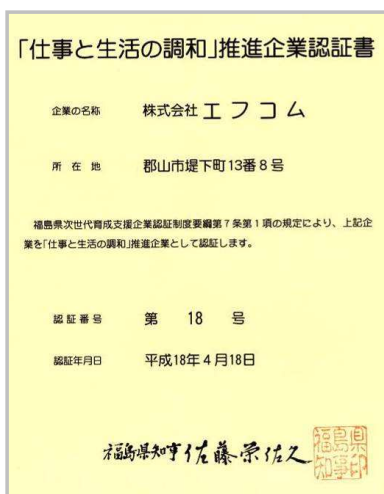 「仕事と生活の調和」推進企業認証書
企業の名称 株式会社エフコム
所在地 郡山市堤下町13番8号
福島県次世代育成支援企業認証制度要綱第7条第1項の規定により、上記企
業を「仕事と生活の調和」推進企業として認証します。
認証番号 第 18 号
認証年月日 平成18年4月18日
福島県知事 佐藤栄佐久
福島県知事印